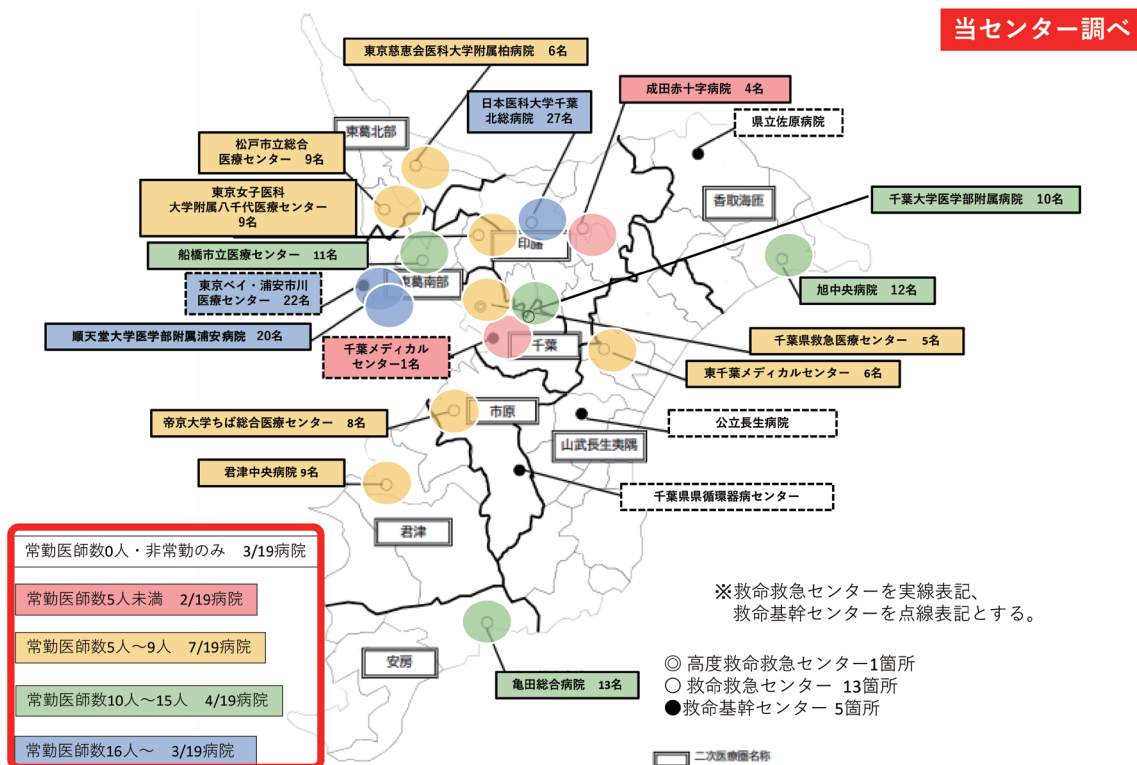 当センター調べ
東京慈恵会医科大学附属柏病院 6名
日本医科大学千葉
北総病院 27名
成田赤十字病院 4名
県立佐原病院
東葛北部
松戸市立総合
医療センター 9名
香取海匝
千葉大学医学部附属病院 10名
東京女子医科
大学附属八千代医療センター
9名
印旛
船橋市立医療センター 11名
東京ベイ・浦安市川
医療センター 22名
東葛南部
旭中央病院 12名
順天堂大学医学部附属浦安病院 20名
千葉メディカル
センター1名
千葉
千葉県救急医療センター 5名
東千葉メディカルセンター 6名
帝京大学ちば総合医療センター 8名
市原
公立長生病院
山武長生夷隅
君津中央病院 9名
千葉県県循環器病センター
君津
常勤医師数0人・非常勤のみ 3/19病院
常勤医師数5人未満 2/19病院
常勤医師数5人～9人 7/19病院
常勤医師数10人～15人 4/19病院
常勤医師数16人～ 3/19病院
※救命救急センターを実線表記、
救命基幹センターを点線表記とする。
安房
亀田総合病院 13名
◎ 高度救命救急センター1箇所
○ 救命救急センター 13箇所
●救命基幹センター 5箇所
二次医療圏名称